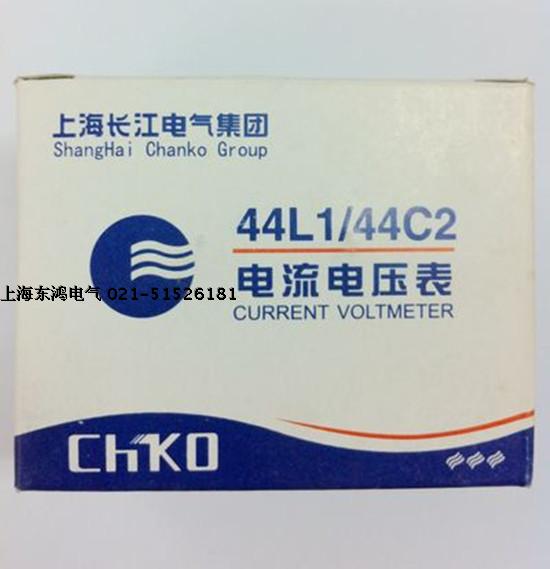 上海长江电气集团
ShangHai Chanko Group
44L1/44C2
上海东鸿电气 021-51526181
电流电压表
CURRENT VOLTMETER
ChKO